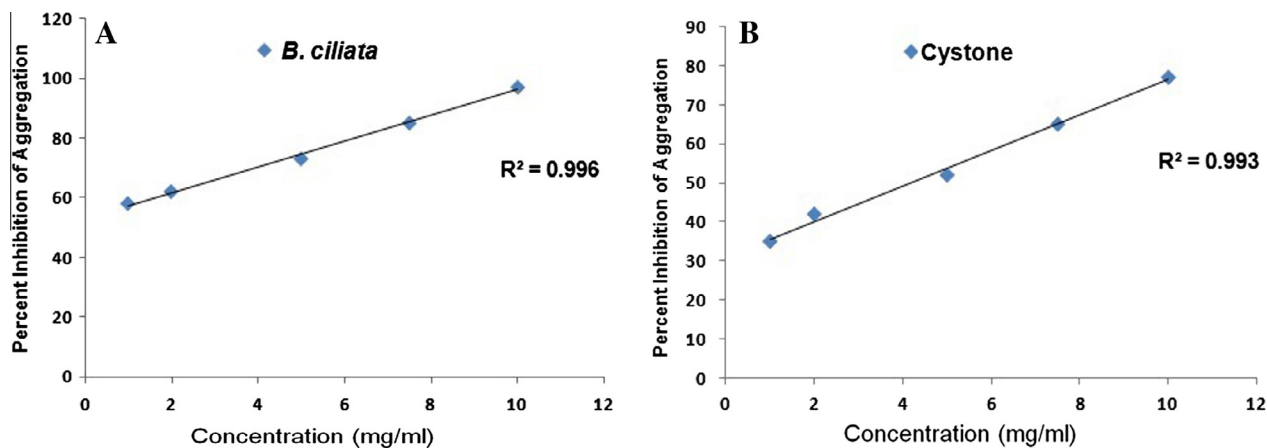 A
B. ciliata
Percent Inhibition of Aggregation
120
100
80
60
40
20
0
R² = 0.996
0 2 4 6 8 10 12
Concentration (mg/ml)
B
Cystone
Percent Inhibition of Aggregation
90
80
70
60
50
40
30
20
10
0
R² = 0.993
0 2 4 6 8 10 12
Concentration (mg/ml)